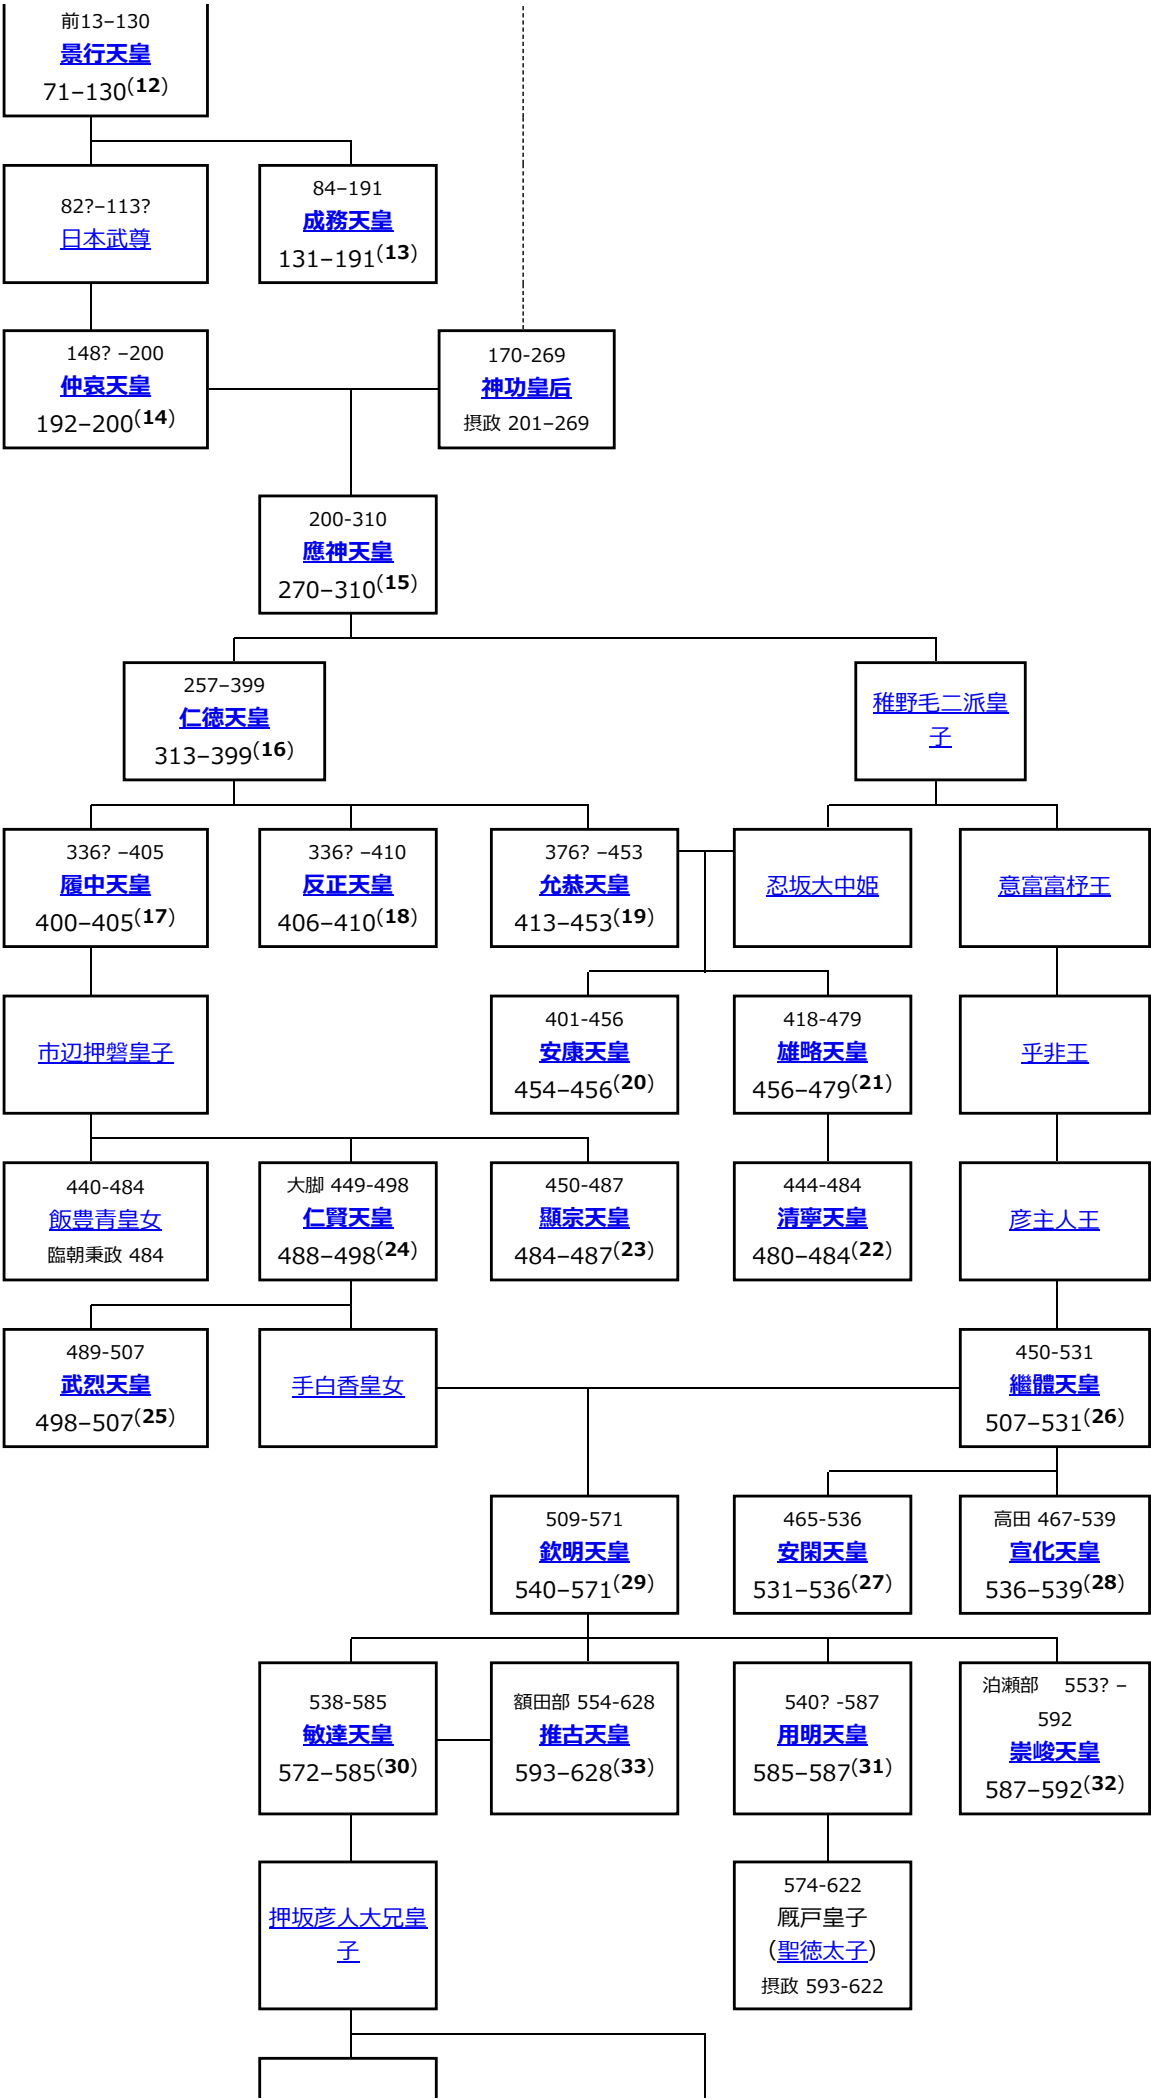 前13–130
景行天皇
71–130(12)
82?–113?
日本武尊
84–191
成務天皇
131–191(13)
148? –200
仲哀天皇
192–200(14)
170-269
神功皇后
摂政 201–269
200-310
應神天皇
270–310(15)
257–399
仁徳天皇
313–399(16)
稚野毛二派皇
子
336? –405
履中天皇
400–405(17)
336? –410
反正天皇
406–410(18)
376? –453
允恭天皇
413–453(19)
忍坂大中姫
意富富杼王
市辺押磐皇子
401-456
安康天皇
454–456(20)
418-479
雄略天皇
456–479(21)
乎非王
440-484
飯豊青皇女
臨朝秉政 484
大脚 449-498
仁賢天皇
488–498(24)
450-487
顯宗天皇
484–487(23)
444-484
清寧天皇
480–484(22)
彦主人王
489-507
武烈天皇
498–507(25)
手白香皇女
450-531
繼體天皇
507–531(26)
509-571
欽明天皇
540–571(29)
465-536
安閑天皇
531–536(27)
高田 467-539
宣化天皇
536–539(28)
538-585
敏達天皇
572–585(30)
額田部 554-628
推古天皇
593–628(33)
540? -587
用明天皇
585–587(31)
泊瀬部　553? –
592
崇峻天皇
587–592(32)
押坂彦人大兄皇
子
574-622
厩戸皇子
（聖徳太子）
摂政 593-622